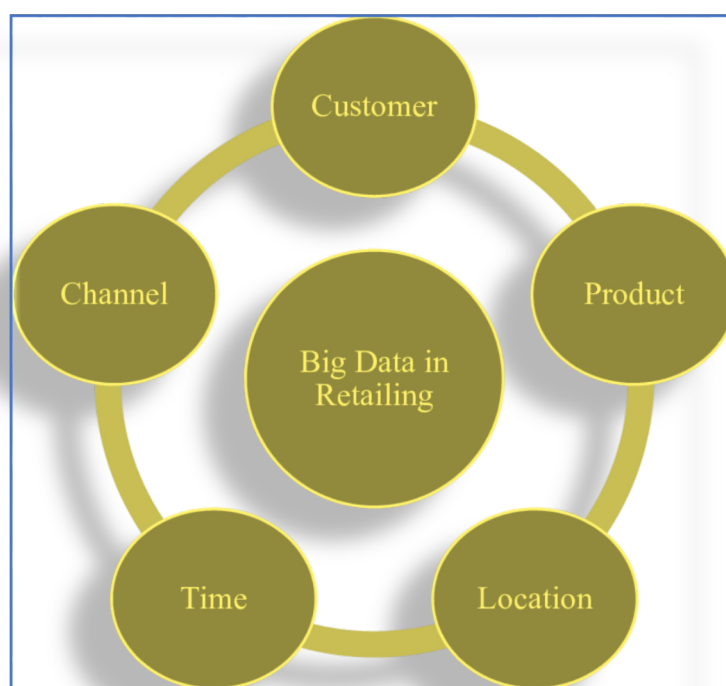 Customer
Channel
Product
Big Data in
Retailing
Time
Location